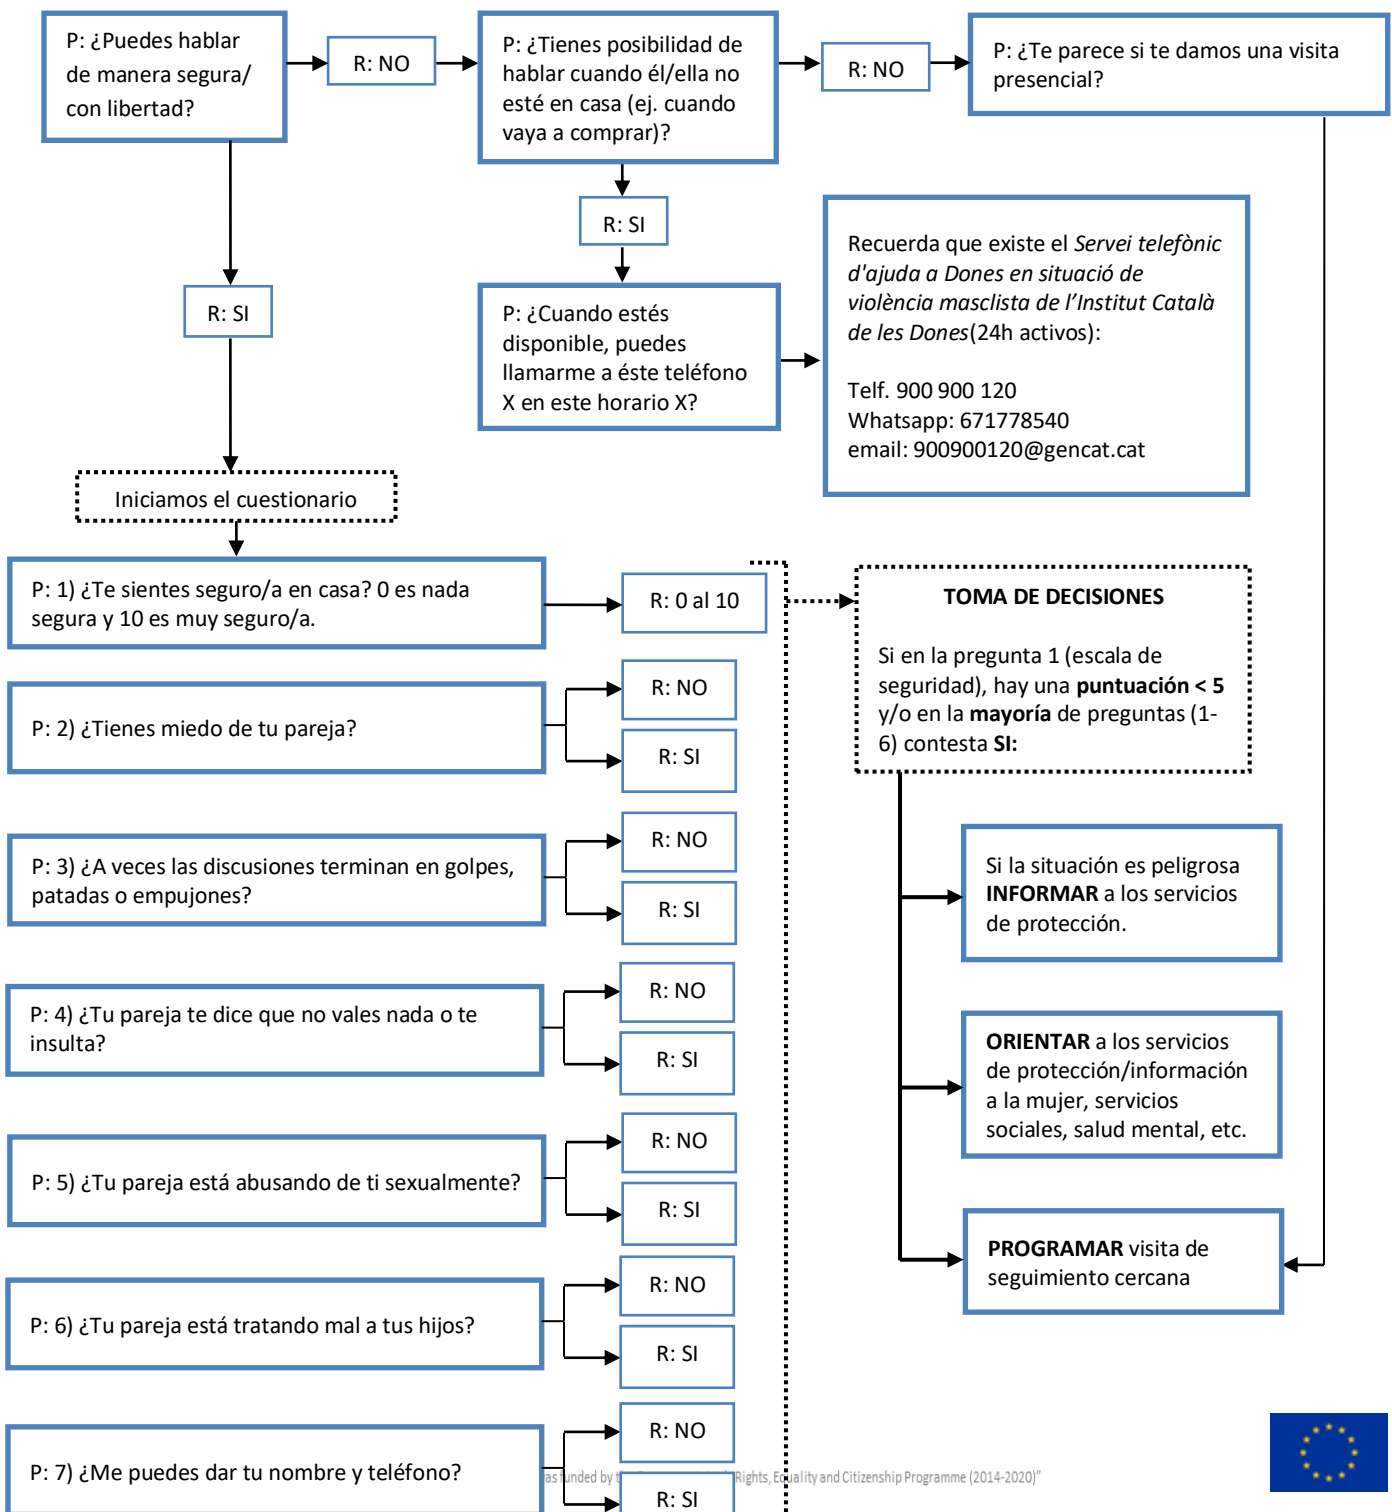 P: ¿Puedes hablar
de manera segura/
con libertad?
R: NO
P: ¿Tienes posibilidad de
hablar cuando él/ella no
esté en casa (ej. cuando
vaya a comprar)?
R: NO
P: ¿Te parece si te damos una visita
presencial?
R: SI
R: SI
P: ¿Cuando estés
disponible, puedes
llamarme a éste teléfono
X en este horario X?
Recuerda que existe el Servei telefònic
d'ajuda a Dones en situació de
violència masclista de l’Institut Català
de les Dones(24h activos):
Telf. 900 900 120
Whatsapp: 671778540
email: 900900120@gencat.cat
Iniciamos el cuestionario
P: 1) ¿Te sientes seguro/a en casa? 0 es nada
segura y 10 es muy seguro/a.
R: 0 al 10
P: 2) ¿Tienes miedo de tu pareja?
R: NO
R: SI
P: 3) ¿A veces las discusiones terminan en golpes,
patadas o empujones?
R: NO
R: SI
P: 4) ¿Tu pareja te dice que no vales nada o te
insulta?
R: NO
R: SI
P: 5) ¿Tu pareja está abusando de ti sexualmente?
R: NO
R: SI
P: 6) ¿Tu pareja está tratando mal a tus hijos?
R: NO
R: SI
P: 7) ¿Me puedes dar tu nombre y teléfono?
R: NO
R: SI
TOMA DE DECISIONES
Si en la pregunta 1 (escala de
seguridad), hay una puntuación < 5
y/o en la mayoría de preguntas (1-
6) contesta SI:
Si la situación es peligrosa
INFORMAR a los servicios
de protección.
ORIENTAR a los servicios
de protección/información
a la mujer, servicios
sociales, salud mental, etc.
PROGRAMAR visita de
seguimiento cercana
was funded by Rights, Equality and Citizenship Programme (2014-2020)”